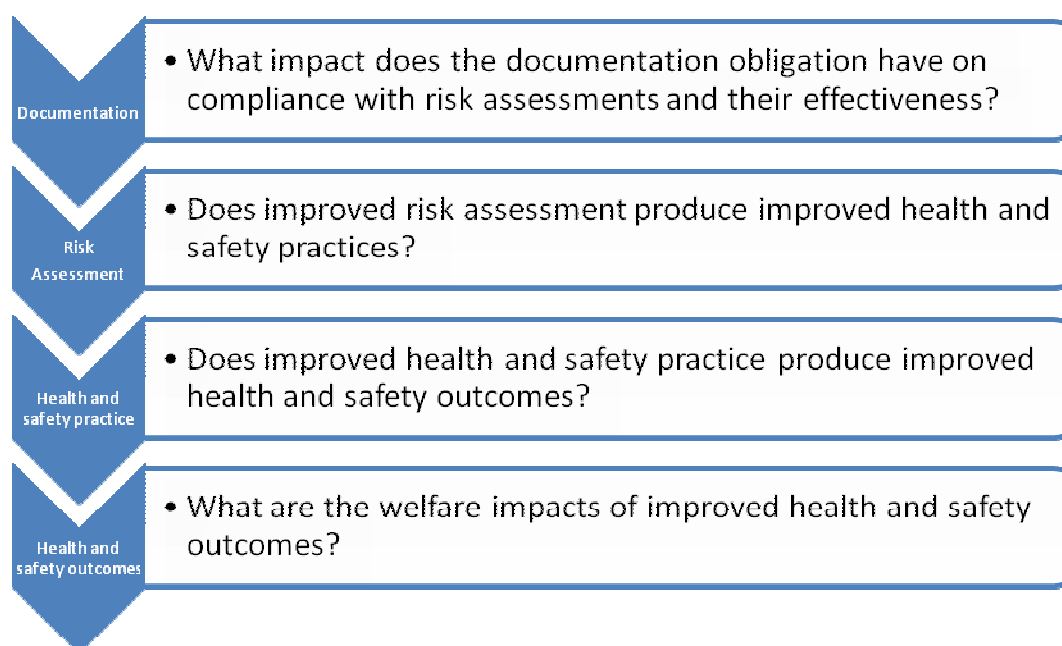 Documentation
• What impact does the documentation obligation have on
compliance with risk assessments and their effectiveness?
Risk
Assessment
• Does improved risk assessment produce improved health and
safety practices?
Health and
safety practice
• Does improved health and safety practice produce improved
health and safety outcomes?
Health and
safety outcomes
• What are the welfare impacts of improved health and safety
outcomes?